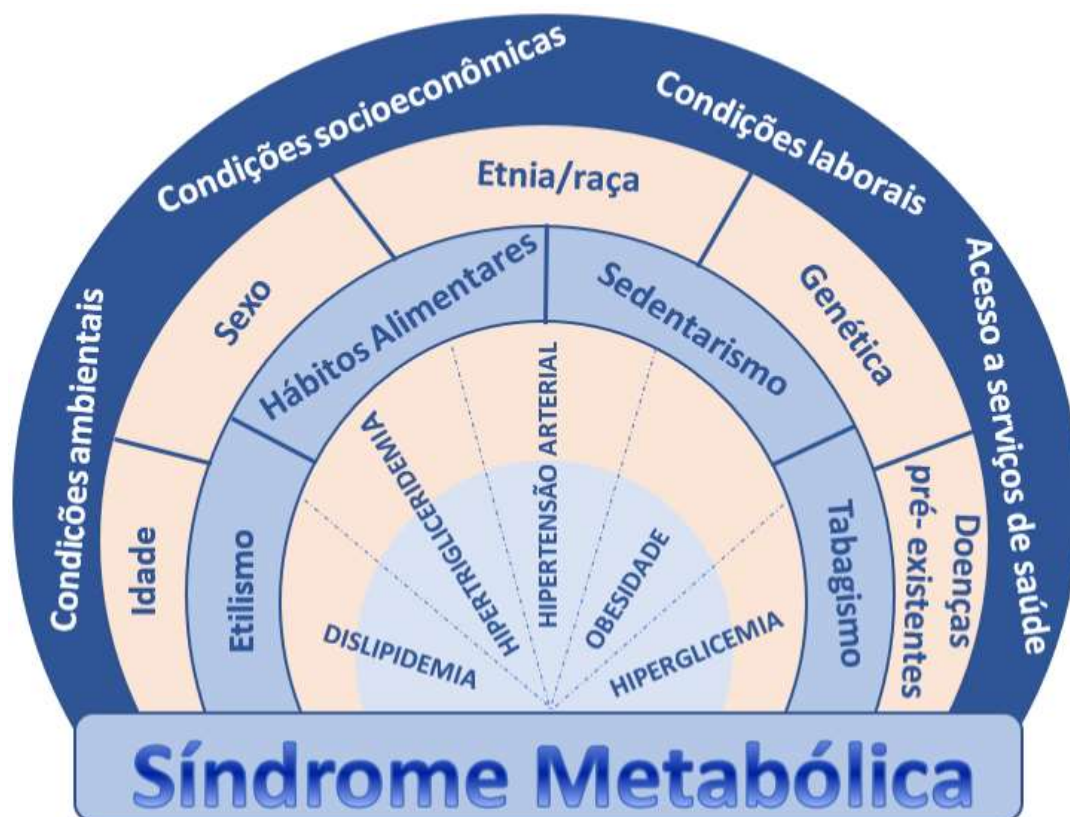 Condições ambientais
Condições socioeconômicas
Condições laborais
Acesso a serviços de saúde
Idade
Sexo
Etnia/raça
Genética
Doenças
pré- existentes
Etilismo
Hábitos Alimentares
Sedentarismo
Tabagismo
DISLIPIDEMIA
HIPERTRIGLICERIDEMIA
HIPERTENSÃO ARTERIAL
OBESIDADE
HIPERGLICEMIA
Síndrome Metabólica